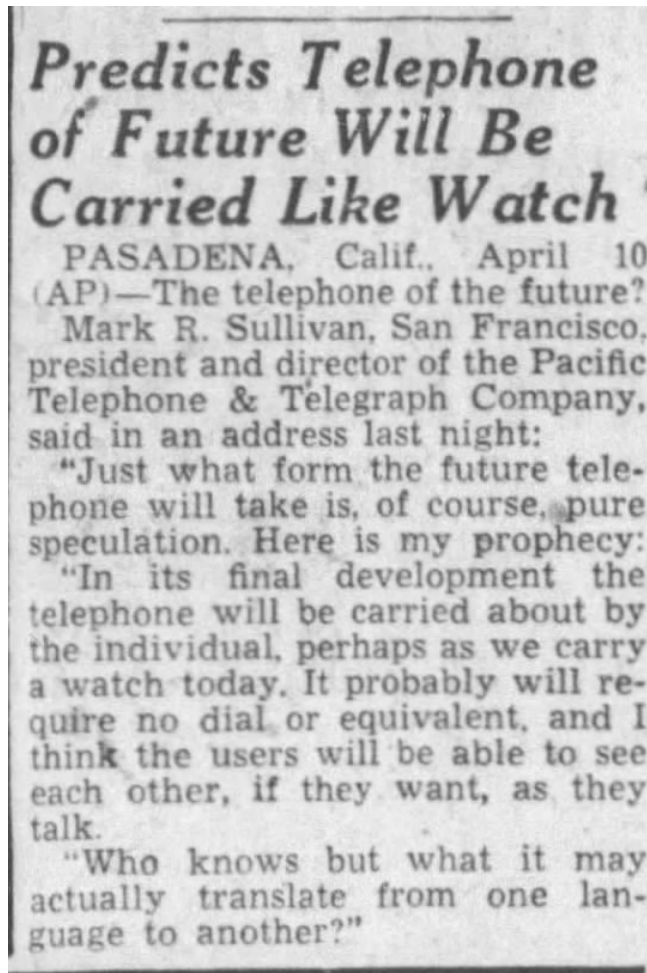 Predicts Telephone
of Future Will Be
Carried Like Watch
PASADENA, Calif., April 10
(AP)—The telephone of the future?
Mark R. Sullivan, San Francisco,
president and director of the Pacific
Telephone & Telegraph Company,
said in an address last night:
"Just what form the future tele-
phone will take is, of course, pure
speculation. Here is my prophecy:
"In its final development the
telephone will be carried about by
the individual, perhaps as we carry
a watch today. It probably will re-
quire no dial or equivalent, and I
think the users will be able to see
each other, if they want, as they
talk.
"Who knows but what it may
actually translate from one lan-
guage to another?"